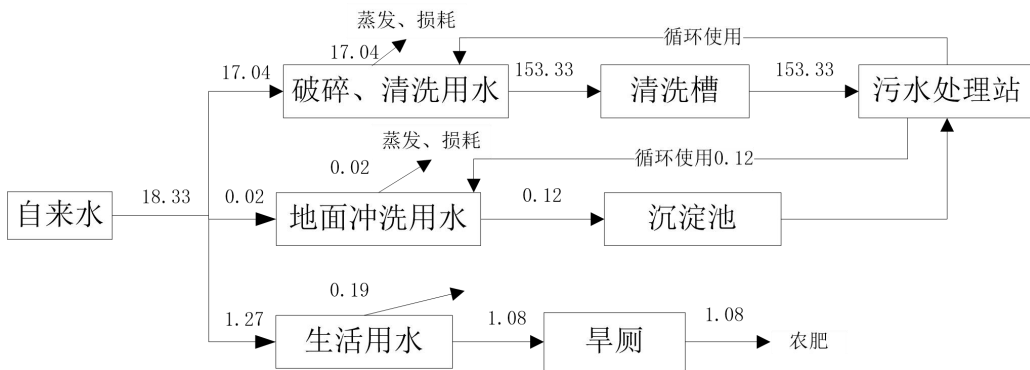 蒸发、损耗
17.04
循环使用
17.04
破碎、清洗用水
153.33
清洗槽
153.33
污水处理站
蒸发、损耗
循环使用0.12
0.02
自来水
18.33
0.02
地面冲洗用水
0.12
沉淀池
0.19
1.27
生活用水
1.08
旱厕
1.08
农肥